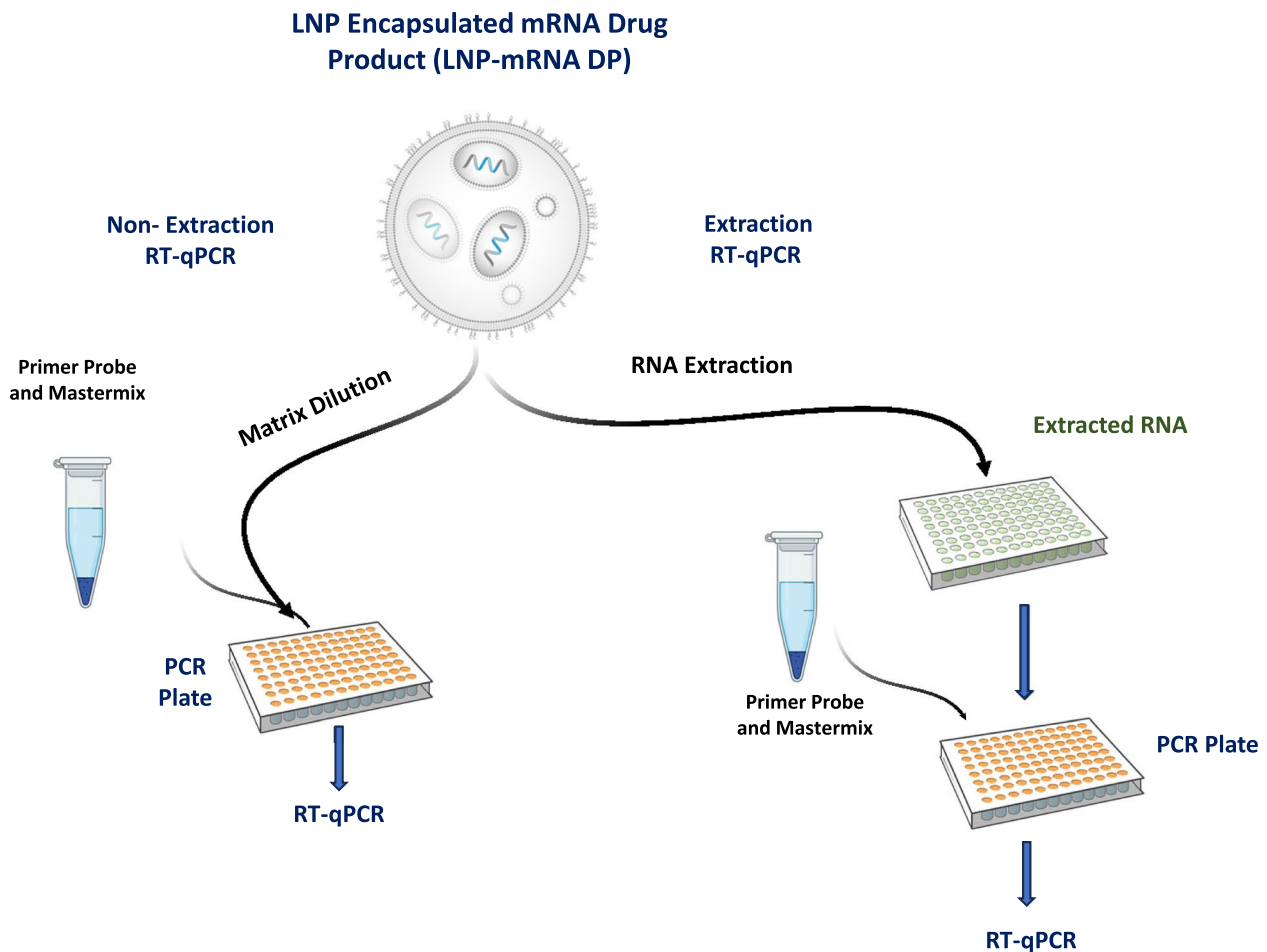 LNP Encapsulated mRNA Drug
Product (LNP-mRNA DP)
Non- Extraction
RT-qPCR
Extraction
RT-qPCR
Primer Probe
and Mastermix
Matrix Dilution
RNA Extraction
Extracted RNA
PCR
Plate
RT-qPCR
Primer Probe
and Mastermix
PCR Plate
RT-qPCR